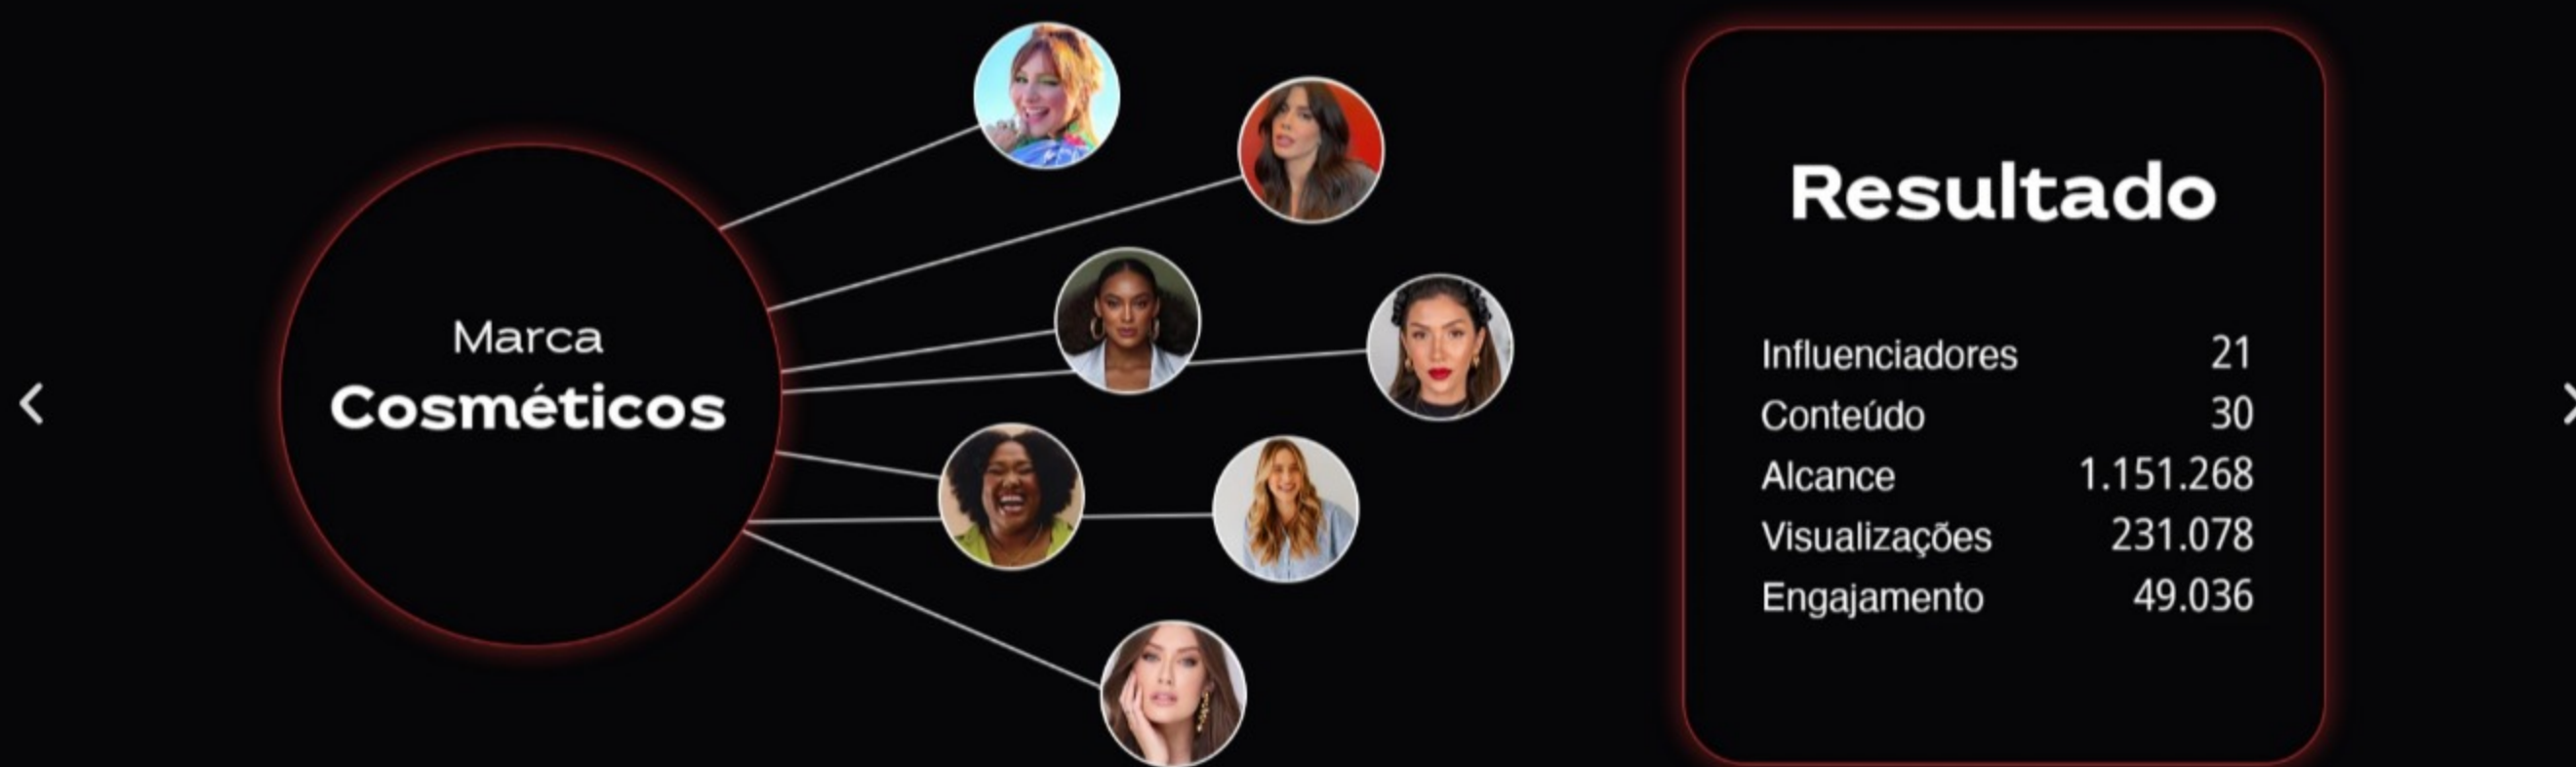 Marca
Cosméticos
Resultado
Influenciadores 21
Conteúdo 30
Alcance 1.151.268
Visualizações 231.078
Engajamento 49.036